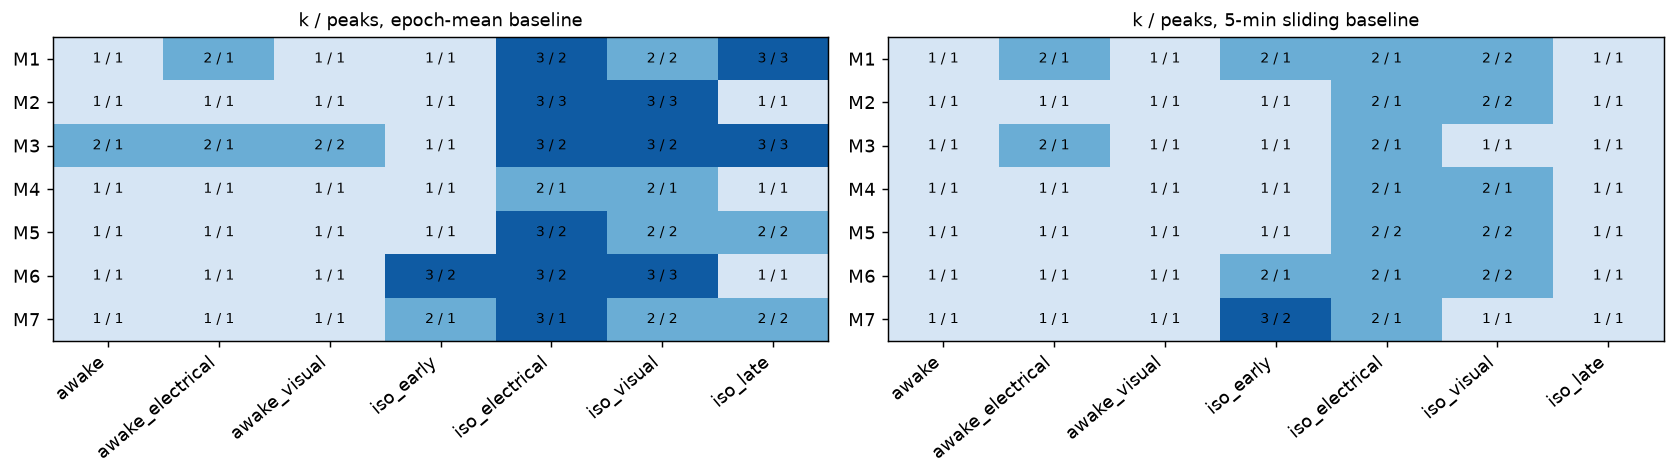 k / peaks, epoch-mean baseline
M1 1 / 1 2 / 1 1 / 1 1 / 1 3 / 2 2 / 2 3 / 3
M2 1 / 1 1 / 1 1 / 1 1 / 1 3 / 3 3 / 3 1 / 1
M3 2 / 1 2 / 1 2 / 2 1 / 1 3 / 2 3 / 2 3 / 3
M4 1 / 1 1 / 1 1 / 1 1 / 1 2 / 1 2 / 1 1 / 1
M5 1 / 1 1 / 1 1 / 1 1 / 1 3 / 2 2 / 2 2 / 2
M6 1 / 1 1 / 1 1 / 1 3 / 2 3 / 2 3 / 3 1 / 1
M7 1 / 1 1 / 1 1 / 1 2 / 1 3 / 1 2 / 2 2 / 2
awake
awake_electrical
awake_visual
iso_early
iso_electrical
iso_visual
iso_late
k / peaks, 5-min sliding baseline
M1 1 / 1 2 / 1 1 / 1 2 / 1 2 / 1 2 / 2 1 / 1
M2 1 / 1 1 / 1 1 / 1 1 / 1 2 / 1 2 / 2 1 / 1
M3 1 / 1 2 / 1 1 / 1 1 / 1 2 / 1 1 / 1 1 / 1
M4 1 / 1 1 / 1 1 / 1 1 / 1 2 / 1 2 / 1 1 / 1
M5 1 / 1 1 / 1 1 / 1 1 / 1 2 / 2 2 / 2 1 / 1
M6 1 / 1 1 / 1 1 / 1 2 / 1 2 / 1 2 / 2 1 / 1
M7 1 / 1 1 / 1 1 / 1 3 / 2 2 / 1 1 / 1 1 / 1
awake
awake_electrical
awake_visual
iso_early
iso_electrical
iso_visual
iso_late